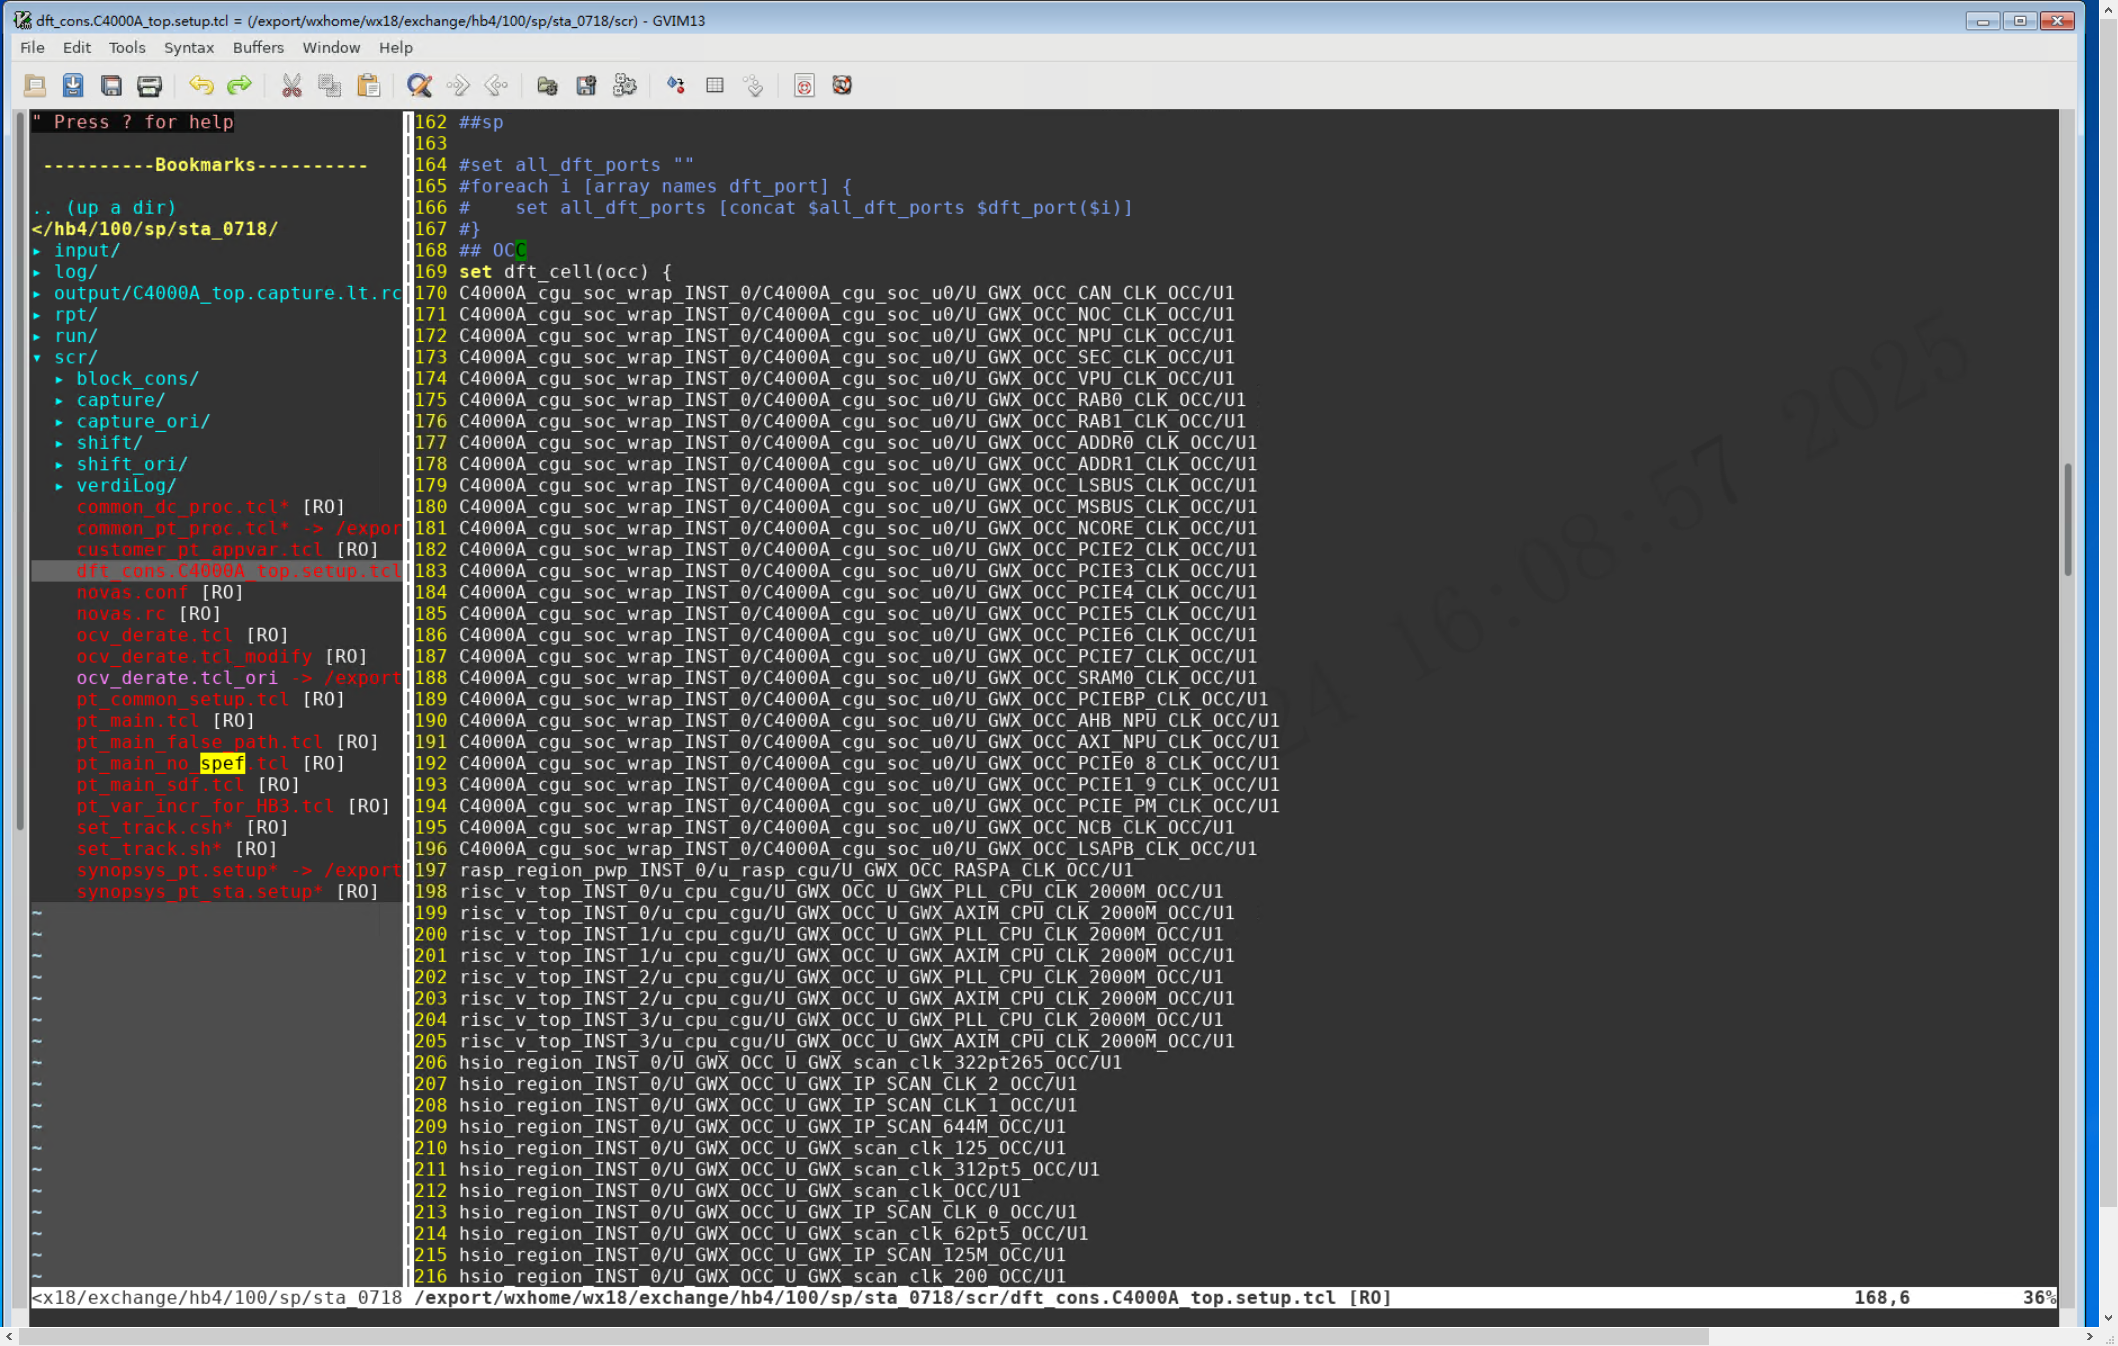 dft_cons.C4000A_top.setup.tcl = (/export/wxhome/wx18/exchange/hb4/100/sp/sta_0718/scr) - GVIM13
File Edit Tools Syntax Buffers Window Help
" Press ? for help
----------Bookmarks----------
.. (up a dir)
</hb4/100/sp/sta_0718/
▸ input/
▸ log/
▸ output/C4000A_top.capture.lt.rc
▸ rpt/
▸ run/
▾ scr/
▸ block_cons/
▸ capture/
▸ capture_ori/
▸ shift/
▸ shift_ori/
▸ verdiLog/
common_dc_proc.tcl* [RO]
common_pt_proc.tcl* -> /expor
customer_pt_appvar.tcl [RO]
dft_cons.C4000A_top.setup.tcl
novas.conf [RO]
novas.rc [RO]
ocv_derate.tcl [RO]
ocv_derate.tcl_modify [RO]
ocv_derate.tcl_ori -> /export
pt_common_setup.tcl [RO]
pt_main.tcl [RO]
pt_main_false_path.tcl [RO]
pt_main_no_spef.tcl [RO]
pt_main_sdf.tcl [RO]
pt_var_incr_for_HB3.tcl [RO]
set_track.csh* [RO]
set_track.sh* [RO]
synopsys_pt.setup* -> /export
synopsys_pt_sta.setup* [RO]
162 ##sp
163
164 #set all_dft_ports ""
165 #foreach i [array names dft_port] {
166 #    set all_dft_ports [concat $all_dft_ports $dft_port($i)]
167 #}
168 ## OCC
169 set dft_cell(occ) {
170 C4000A_cgu_soc_wrap_INST_0/C4000A_cgu_soc_u0/U_GWX_OCC_CAN_CLK_OCC/U1
171 C4000A_cgu_soc_wrap_INST_0/C4000A_cgu_soc_u0/U_GWX_OCC_NOC_CLK_OCC/U1
172 C4000A_cgu_soc_wrap_INST_0/C4000A_cgu_soc_u0/U_GWX_OCC_NPU_CLK_OCC/U1
173 C4000A_cgu_soc_wrap_INST_0/C4000A_cgu_soc_u0/U_GWX_OCC_SEC_CLK_OCC/U1
174 C4000A_cgu_soc_wrap_INST_0/C4000A_cgu_soc_u0/U_GWX_OCC_VPU_CLK_OCC/U1
175 C4000A_cgu_soc_wrap_INST_0/C4000A_cgu_soc_u0/U_GWX_OCC_RAB0_CLK_OCC/U1
176 C4000A_cgu_soc_wrap_INST_0/C4000A_cgu_soc_u0/U_GWX_OCC_RAB1_CLK_OCC/U1
177 C4000A_cgu_soc_wrap_INST_0/C4000A_cgu_soc_u0/U_GWX_OCC_ADDR0_CLK_OCC/U1
178 C4000A_cgu_soc_wrap_INST_0/C4000A_cgu_soc_u0/U_GWX_OCC_ADDR1_CLK_OCC/U1
179 C4000A_cgu_soc_wrap_INST_0/C4000A_cgu_soc_u0/U_GWX_OCC_LSBUS_CLK_OCC/U1
180 C4000A_cgu_soc_wrap_INST_0/C4000A_cgu_soc_u0/U_GWX_OCC_MSBUS_CLK_OCC/U1
181 C4000A_cgu_soc_wrap_INST_0/C4000A_cgu_soc_u0/U_GWX_OCC_NCORE_CLK_OCC/U1
182 C4000A_cgu_soc_wrap_INST_0/C4000A_cgu_soc_u0/U_GWX_OCC_PCIE2_CLK_OCC/U1
183 C4000A_cgu_soc_wrap_INST_0/C4000A_cgu_soc_u0/U_GWX_OCC_PCIE3_CLK_OCC/U1
184 C4000A_cgu_soc_wrap_INST_0/C4000A_cgu_soc_u0/U_GWX_OCC_PCIE4_CLK_OCC/U1
185 C4000A_cgu_soc_wrap_INST_0/C4000A_cgu_soc_u0/U_GWX_OCC_PCIE5_CLK_OCC/U1
186 C4000A_cgu_soc_wrap_INST_0/C4000A_cgu_soc_u0/U_GWX_OCC_PCIE6_CLK_OCC/U1
187 C4000A_cgu_soc_wrap_INST_0/C4000A_cgu_soc_u0/U_GWX_OCC_PCIE7_CLK_OCC/U1
188 C4000A_cgu_soc_wrap_INST_0/C4000A_cgu_soc_u0/U_GWX_OCC_SRAM0_CLK_OCC/U1
189 C4000A_cgu_soc_wrap_INST_0/C4000A_cgu_soc_u0/U_GWX_OCC_PCIEBP_CLK_OCC/U1
190 C4000A_cgu_soc_wrap_INST_0/C4000A_cgu_soc_u0/U_GWX_OCC_AHB_NPU_CLK_OCC/U1
191 C4000A_cgu_soc_wrap_INST_0/C4000A_cgu_soc_u0/U_GWX_OCC_AXI_NPU_CLK_OCC/U1
192 C4000A_cgu_soc_wrap_INST_0/C4000A_cgu_soc_u0/U_GWX_OCC_PCIE0_8_CLK_OCC/U1
193 C4000A_cgu_soc_wrap_INST_0/C4000A_cgu_soc_u0/U_GWX_OCC_PCIE1_9_CLK_OCC/U1
194 C4000A_cgu_soc_wrap_INST_0/C4000A_cgu_soc_u0/U_GWX_OCC_PCIE_PM_CLK_OCC/U1
195 C4000A_cgu_soc_wrap_INST_0/C4000A_cgu_soc_u0/U_GWX_OCC_NCB_CLK_OCC/U1
196 C4000A_cgu_soc_wrap_INST_0/C4000A_cgu_soc_u0/U_GWX_OCC_LSAPB_CLK_OCC/U1
197 rasp_region_pwp_INST_0/u_rasp_cgu/U_GWX_OCC_RASPA_CLK_OCC/U1
198 risc_v_top_INST_0/u_cpu_cgu/U_GWX_OCC_U_GWX_PLL_CPU_CLK_2000M_OCC/U1
199 risc_v_top_INST_0/u_cpu_cgu/U_GWX_OCC_U_GWX_AXIM_CPU_CLK_2000M_OCC/U1
200 risc_v_top_INST_1/u_cpu_cgu/U_GWX_OCC_U_GWX_PLL_CPU_CLK_2000M_OCC/U1
201 risc_v_top_INST_1/u_cpu_cgu/U_GWX_OCC_U_GWX_AXIM_CPU_CLK_2000M_OCC/U1
202 risc_v_top_INST_2/u_cpu_cgu/U_GWX_OCC_U_GWX_PLL_CPU_CLK_2000M_OCC/U1
203 risc_v_top_INST_2/u_cpu_cgu/U_GWX_OCC_U_GWX_AXIM_CPU_CLK_2000M_OCC/U1
204 risc_v_top_INST_3/u_cpu_cgu/U_GWX_OCC_U_GWX_PLL_CPU_CLK_2000M_OCC/U1
205 risc_v_top_INST_3/u_cpu_cgu/U_GWX_OCC_U_GWX_AXIM_CPU_CLK_2000M_OCC/U1
206 hsio_region_INST_0/U_GWX_OCC_U_GWX_scan_clk_322pt265_OCC/U1
207 hsio_region_INST_0/U_GWX_OCC_U_GWX_IP_SCAN_CLK_2_OCC/U1
208 hsio_region_INST_0/U_GWX_OCC_U_GWX_IP_SCAN_CLK_1_OCC/U1
209 hsio_region_INST_0/U_GWX_OCC_U_GWX_IP_SCAN_644M_OCC/U1
210 hsio_region_INST_0/U_GWX_OCC_U_GWX_scan_clk_125_OCC/U1
211 hsio_region_INST_0/U_GWX_OCC_U_GWX_scan_clk_312pt5_OCC/U1
212 hsio_region_INST_0/U_GWX_OCC_U_GWX_scan_clk_OCC/U1
213 hsio_region_INST_0/U_GWX_OCC_U_GWX_IP_SCAN_CLK_0_OCC/U1
214 hsio_region_INST_0/U_GWX_OCC_U_GWX_scan_clk_62pt5_OCC/U1
215 hsio_region_INST_0/U_GWX_OCC_U_GWX_IP_SCAN_125M_OCC/U1
216 hsio_region_INST_0/U_GWX_OCC_U_GWX_scan_clk_200_OCC/U1
24 16:08:57 2025
<x18/exchange/hb4/100/sp/sta_0718 /export/wxhome/wx18/exchange/hb4/100/sp/sta_0718/scr/dft_cons.C4000A_top.setup.tcl [RO] 168,6 36%